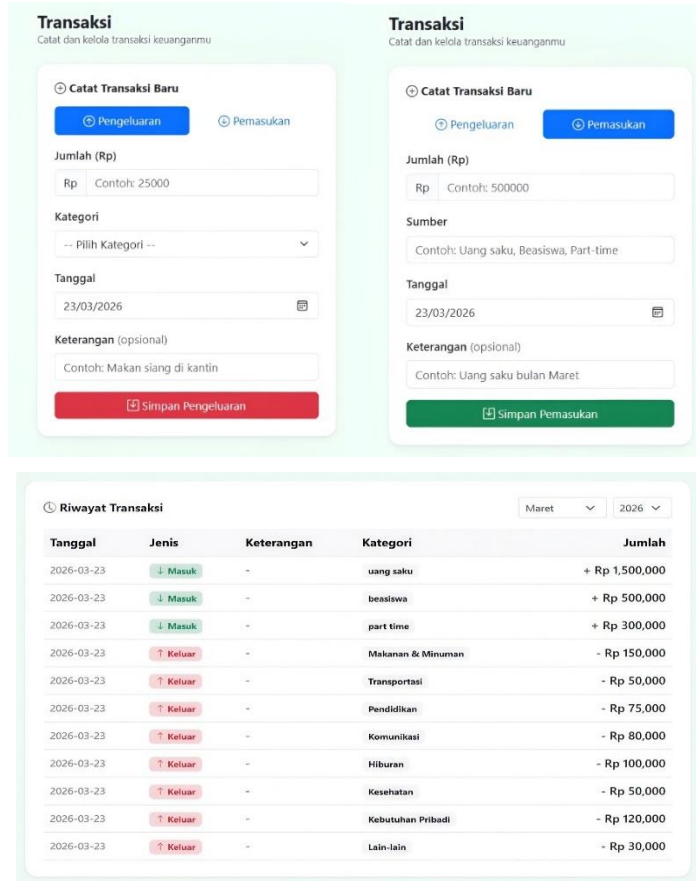 Transaksi
Catat dan kelola transaksi keuanganmu
Catat Transaksi Baru
Pengeluaran Pemasukan
Jumlah (Rp)
Rp Contoh: 25000
Kategori
-- Pilih Kategori --
Tanggal
23/03/2026
Keterangan (opsional)
Contoh: Makan siang di kantin
Simpan Pengeluaran
Transaksi
Catat dan kelola transaksi keuanganmu
Catat Transaksi Baru
Pengeluaran Pemasukan
Jumlah (Rp)
Rp Contoh: 500000
Sumber
Contoh: Uang saku, Beasiswa, Part-time
Tanggal
23/03/2026
Keterangan (opsional)
Contoh: Uang saku bulan Maret
Simpan Pemasukan
Riwayat Transaksi Maret 2026
Tanggal Jenis Keterangan Kategori Jumlah
2026-03-23 ↓ Masuk - uang saku + Rp 1,500,000
2026-03-23 ↓ Masuk - beasiswa + Rp 500,000
2026-03-23 ↓ Masuk - part time + Rp 300,000
2026-03-23 ↑ Keluar - Makanan & Minuman - Rp 150,000
2026-03-23 ↑ Keluar - Transportasi - Rp 50,000
2026-03-23 ↑ Keluar - Pendidikan - Rp 75,000
2026-03-23 ↑ Keluar - Komunikasi - Rp 80,000
2026-03-23 ↑ Keluar - Hiburan - Rp 100,000
2026-03-23 ↑ Keluar - Kesehatan - Rp 50,000
2026-03-23 ↑ Keluar - Kebutuhan Pribadi - Rp 120,000
2026-03-23 ↑ Keluar - Lain-lain - Rp 30,000